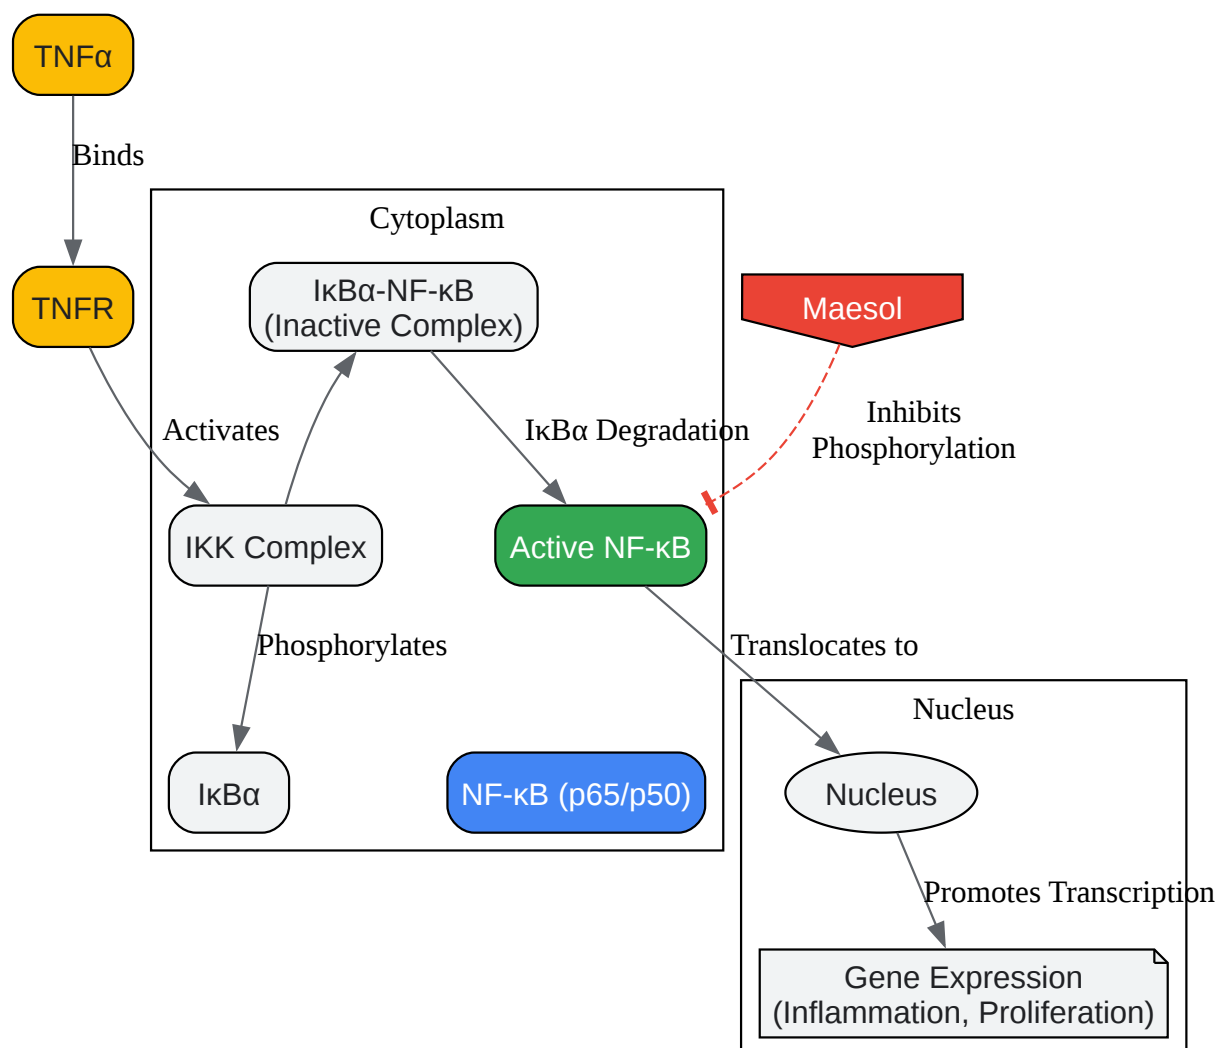 TNFα
Binds
Cytoplasm
TNFR
IκBα-NF-κB
(Inactive Complex)
Maesol
Activates
IκBα Degradation
Inhibits
Phosphorylation
IKK Complex
Active NF-κB
Phosphorylates
Translocates to
Nucleus
IκBα
NF-κB (p65/p50)
Nucleus
Promotes Transcription
Gene Expression
(Inflammation, Proliferation)